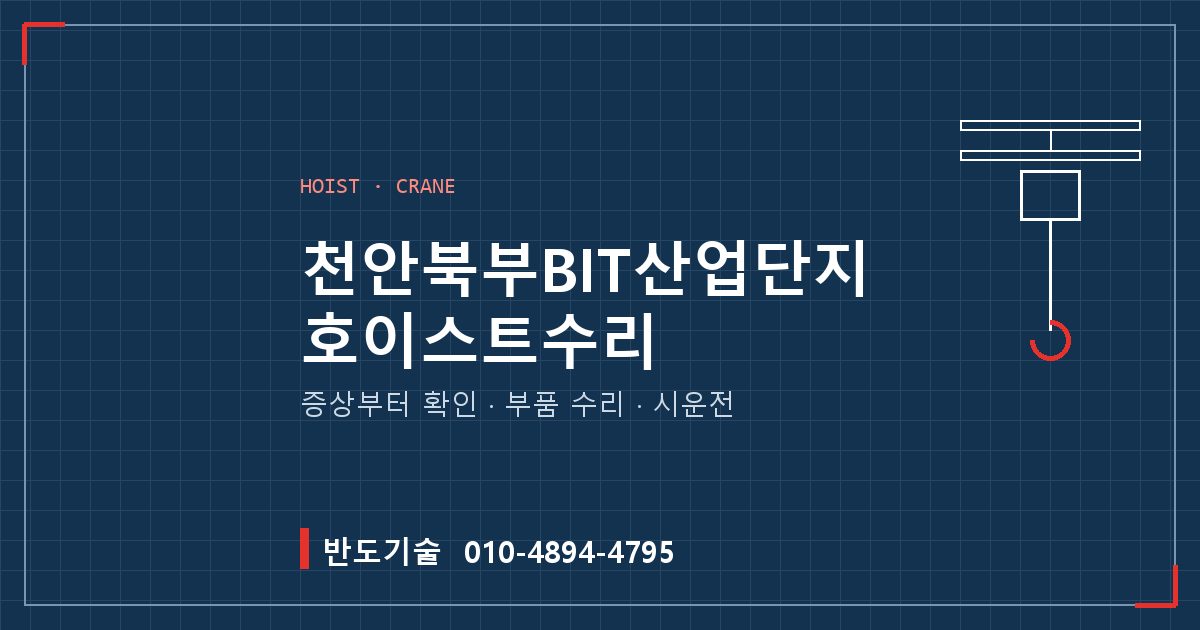 HOIST · CRANE
천안북부BIT산업단지
호이스트수리
증상부터 확인 · 부품 수리 · 시운전
반도기술 010-4894-4795